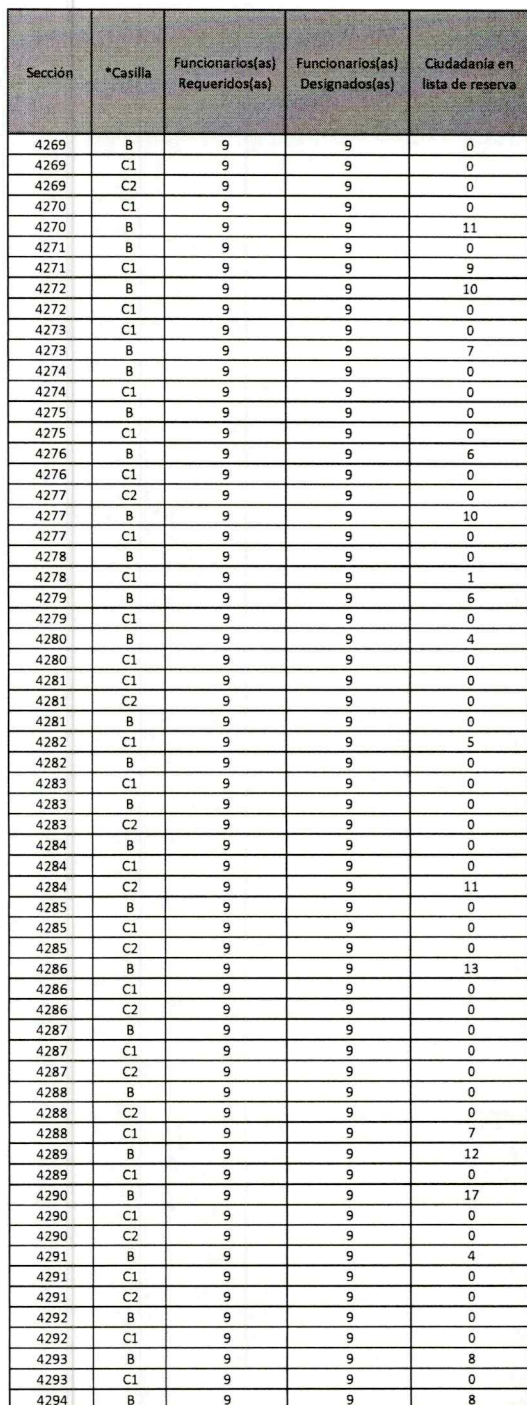 Sección *Casilla Funcionarios(as) Requeridos(as) Funcionarios(as) Designados(as) Ciudadanía en lista de reserva
4269 B 9 9 0
4269 C1 9 9 0
4269 C2 9 9 0
4270 C1 9 9 0
4270 B 9 9 11
4271 B 9 9 0
4271 C1 9 9 9
4272 B 9 9 10
4272 C1 9 9 0
4273 C1 9 9 0
4273 B 9 9 7
4274 B 9 9 0
4274 C1 9 9 0
4275 B 9 9 0
4275 C1 9 9 0
4276 B 9 9 6
4276 C1 9 9 0
4277 C2 9 9 0
4277 B 9 9 10
4277 C1 9 9 0
4278 B 9 9 0
4278 C1 9 9 1
4279 B 9 9 6
4279 C1 9 9 0
4280 B 9 9 4
4280 C1 9 9 0
4281 C1 9 9 0
4281 C2 9 9 0
4281 B 9 9 0
4282 C1 9 9 5
4282 B 9 9 0
4283 C1 9 9 0
4283 B 9 9 0
4283 C2 9 9 0
4284 B 9 9 0
4284 C1 9 9 0
4284 C2 9 9 11
4285 B 9 9 0
4285 C1 9 9 0
4285 C2 9 9 0
4286 B 9 9 13
4286 C1 9 9 0
4286 C2 9 9 0
4287 B 9 9 0
4287 C1 9 9 0
4287 C2 9 9 0
4288 B 9 9 0
4288 C2 9 9 0
4288 C1 9 9 7
4289 B 9 9 12
4289 C1 9 9 0
4290 B 9 9 17
4290 C1 9 9 0
4290 C2 9 9 0
4291 B 9 9 4
4291 C1 9 9 0
4291 C2 9 9 0
4292 B 9 9 0
4292 C1 9 9 0
4293 B 9 9 8
4293 C1 9 9 0
4294 B 9 9 8